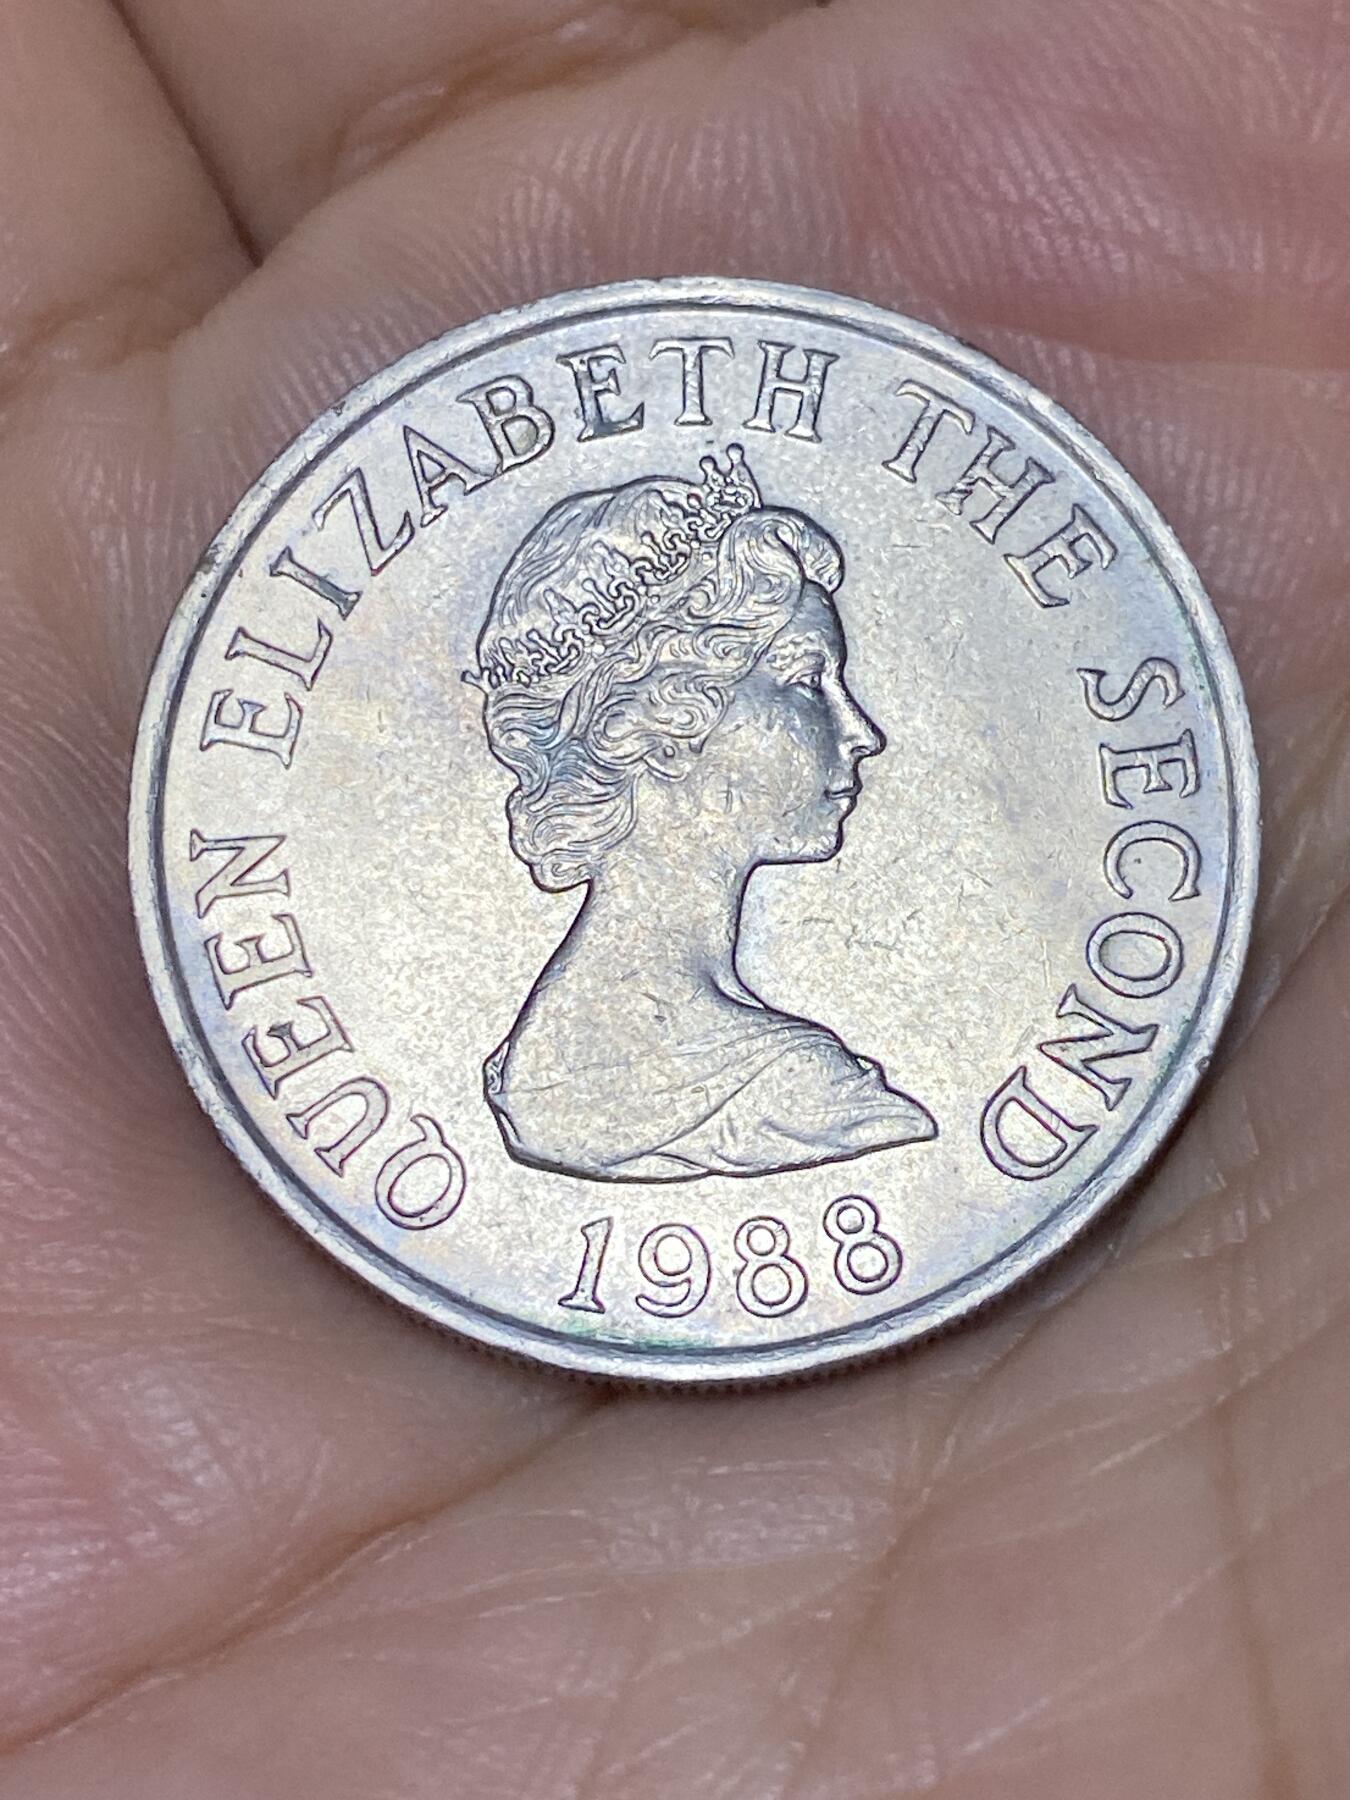 QUEEN ELIZABETH THE SECOND
1988